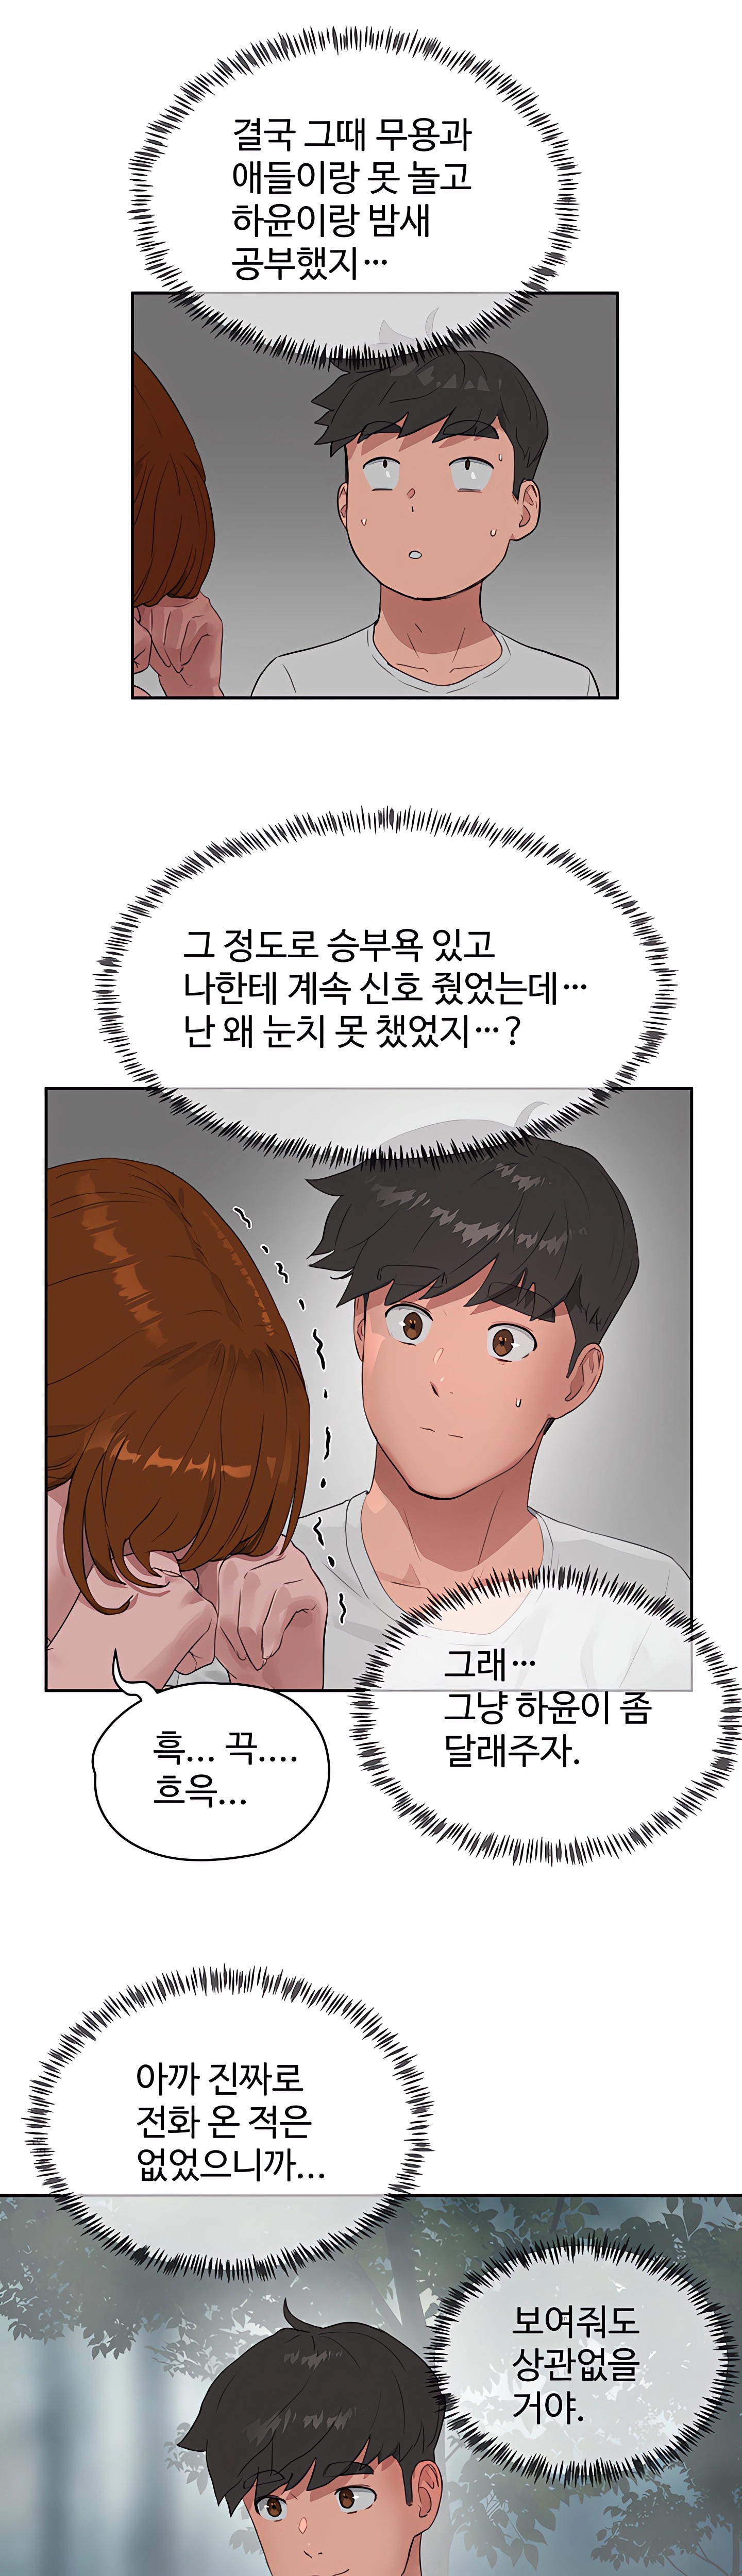 결국 그때 무용과
애들이랑 못 놀고
하윤이랑 밤새
공부했지…
그 정도로 승부욕 있고
나한테 계속 신호 줬었는데…
난 왜 눈치 못 챘었지…?
그래…
그냥 하윤이 좀
달래주자.
흑... 끅....
흐윽...
아까 진짜로
전화 온 적은
없었으니까...
보여줘도
상관없을
거야.